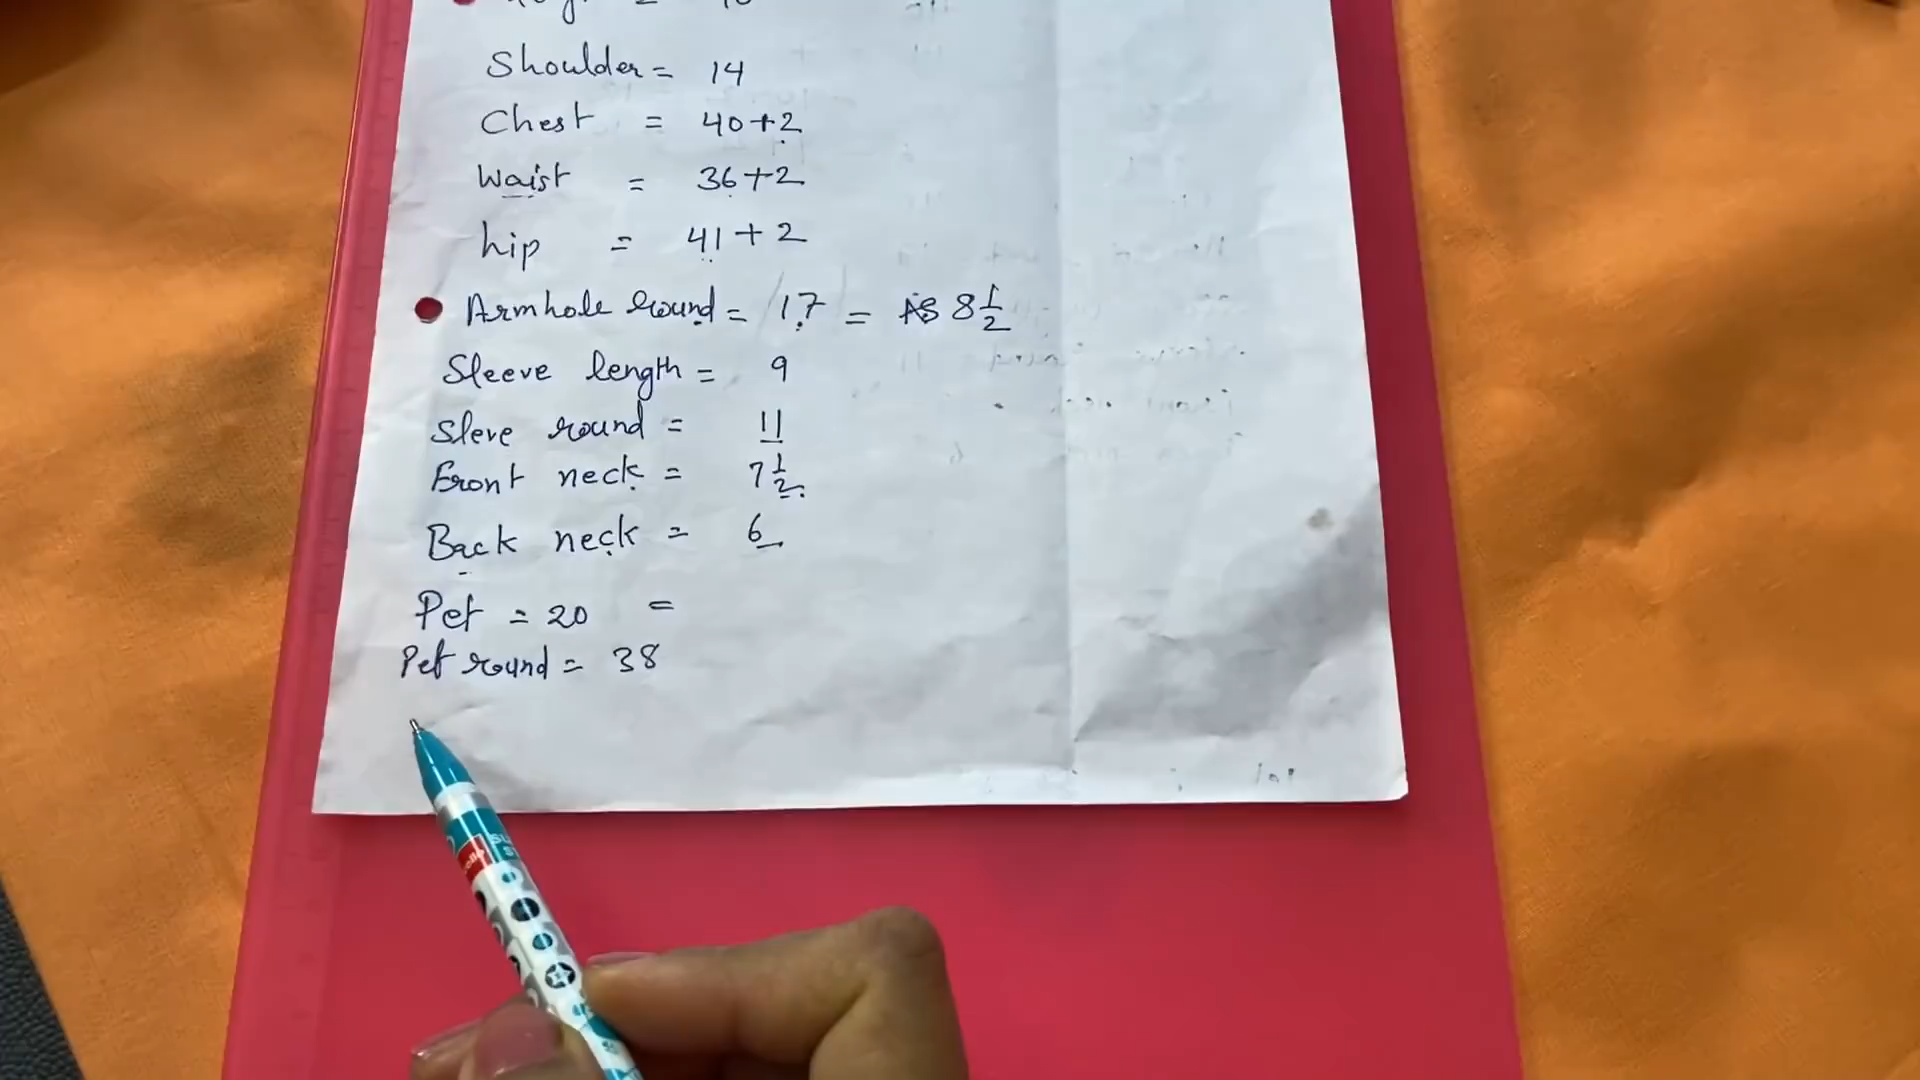 Shoulder = 14
Chest = 40+2
Waist = 36+2
hip = 41+2
Armhole round = 17 = AS 8 1/2
Sleeve length = 9
Sleve round = 11
Front neck = 7 1/2
Back neck = 6
Pet = 20 =
Pet round = 38